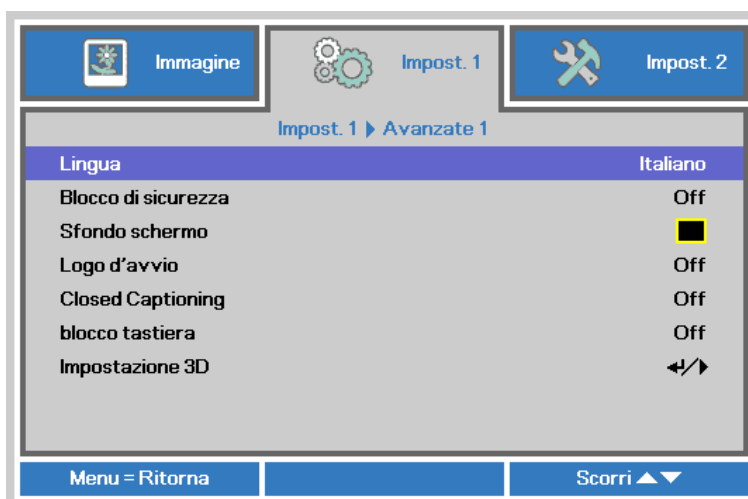 Immagine
Impost. 1
Impost. 2
Impost. 1 ▶ Avanzate 1
Lingua Italiano
Blocco di sicurezza Off
Sfondo schermo
Logo d'avvio Off
Closed Captioning Off
blocco tastiera Off
Impostazione 3D ↵/▶
Menu = Ritorna
Scorri ▲▼